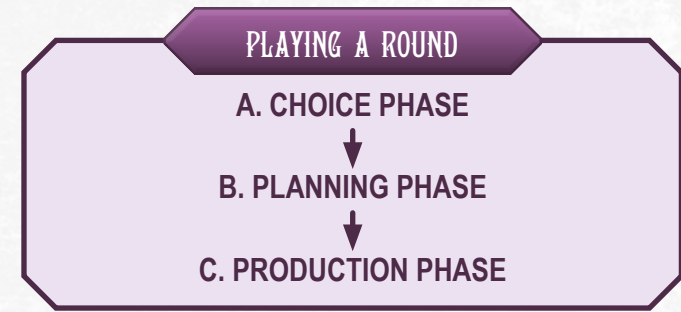 PLAYING A ROUND
A. CHOICE PHASE
B. PLANNING PHASE
C. PRODUCTION PHASE